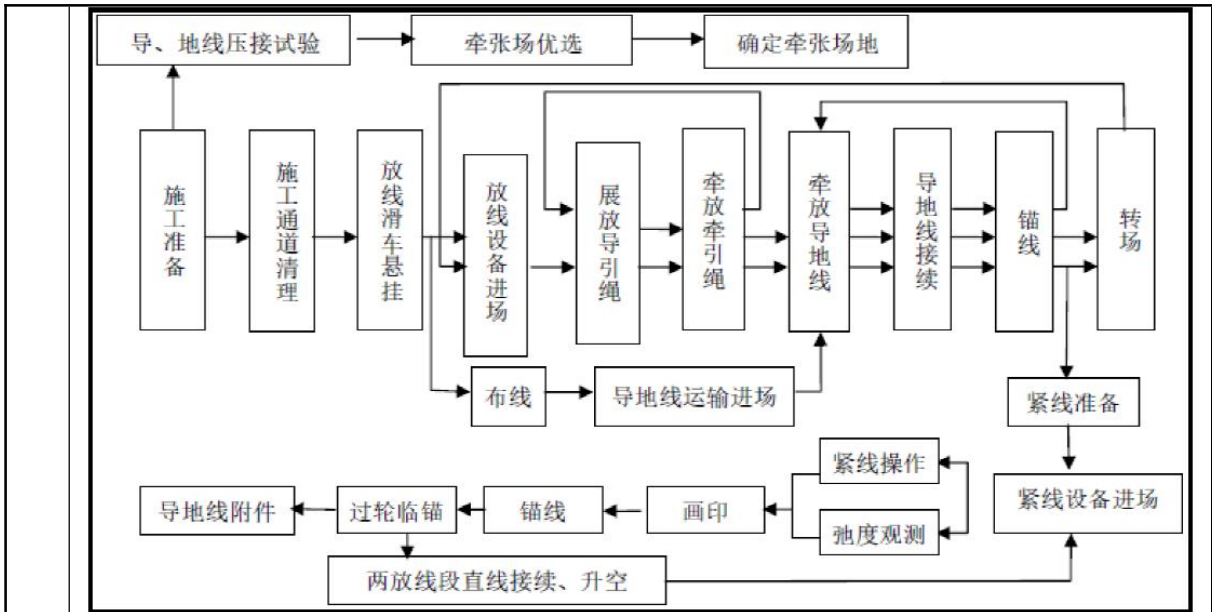 导、地线压接试验
牵张场优选
确定牵张场地
施工准备
施工通道清理
放线滑车悬挂
放线设备进场
展放导引绳
牵放牵引绳
牵放导地线
导地线接续
锚线
转场
布线
导地线运输进场
紧线准备
紧线操作
导地线附件
过轮临锚
锚线
画印
弛度观测
紧线设备进场
两放线段直线接续、升空